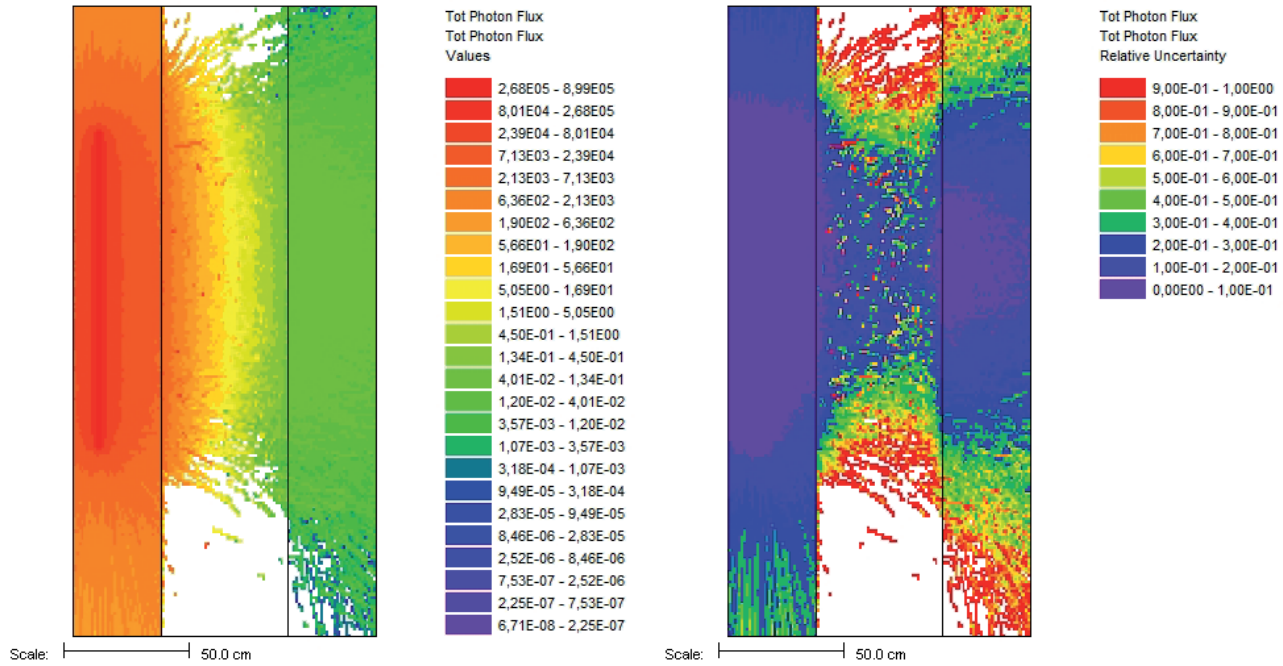 Tot Photon Flux
Tot Photon Flux
Values
2,68E05 - 8,99E05
8,01E04 - 2,68E05
2,39E04 - 8,01E04
7,13E03 - 2,39E04
2,13E03 - 7,13E03
6,36E02 - 2,13E03
1,90E02 - 6,36E02
5,66E01 - 1,90E02
1,69E01 - 5,66E01
5,05E00 - 1,69E01
1,51E00 - 5,05E00
4,50E-01 - 1,51E00
1,34E-01 - 4,50E-01
4,01E-02 - 1,34E-01
1,20E-02 - 4,01E-02
3,57E-03 - 1,20E-02
1,07E-03 - 3,57E-03
3,18E-04 - 1,07E-03
9,49E-05 - 3,18E-04
2,83E-05 - 9,49E-05
8,46E-06 - 2,83E-05
2,52E-06 - 8,46E-06
7,53E-07 - 2,52E-06
2,25E-07 - 7,53E-07
6,71E-08 - 2,25E-07
Scale: 50.0 cm
Tot Photon Flux
Tot Photon Flux
Relative Uncertainty
9,00E-01 - 1,00E00
8,00E-01 - 9,00E-01
7,00E-01 - 8,00E-01
6,00E-01 - 7,00E-01
5,00E-01 - 6,00E-01
4,00E-01 - 5,00E-01
3,00E-01 - 4,00E-01
2,00E-01 - 3,00E-01
1,00E-01 - 2,00E-01
0,00E00 - 1,00E-01
Scale: 50.0 cm